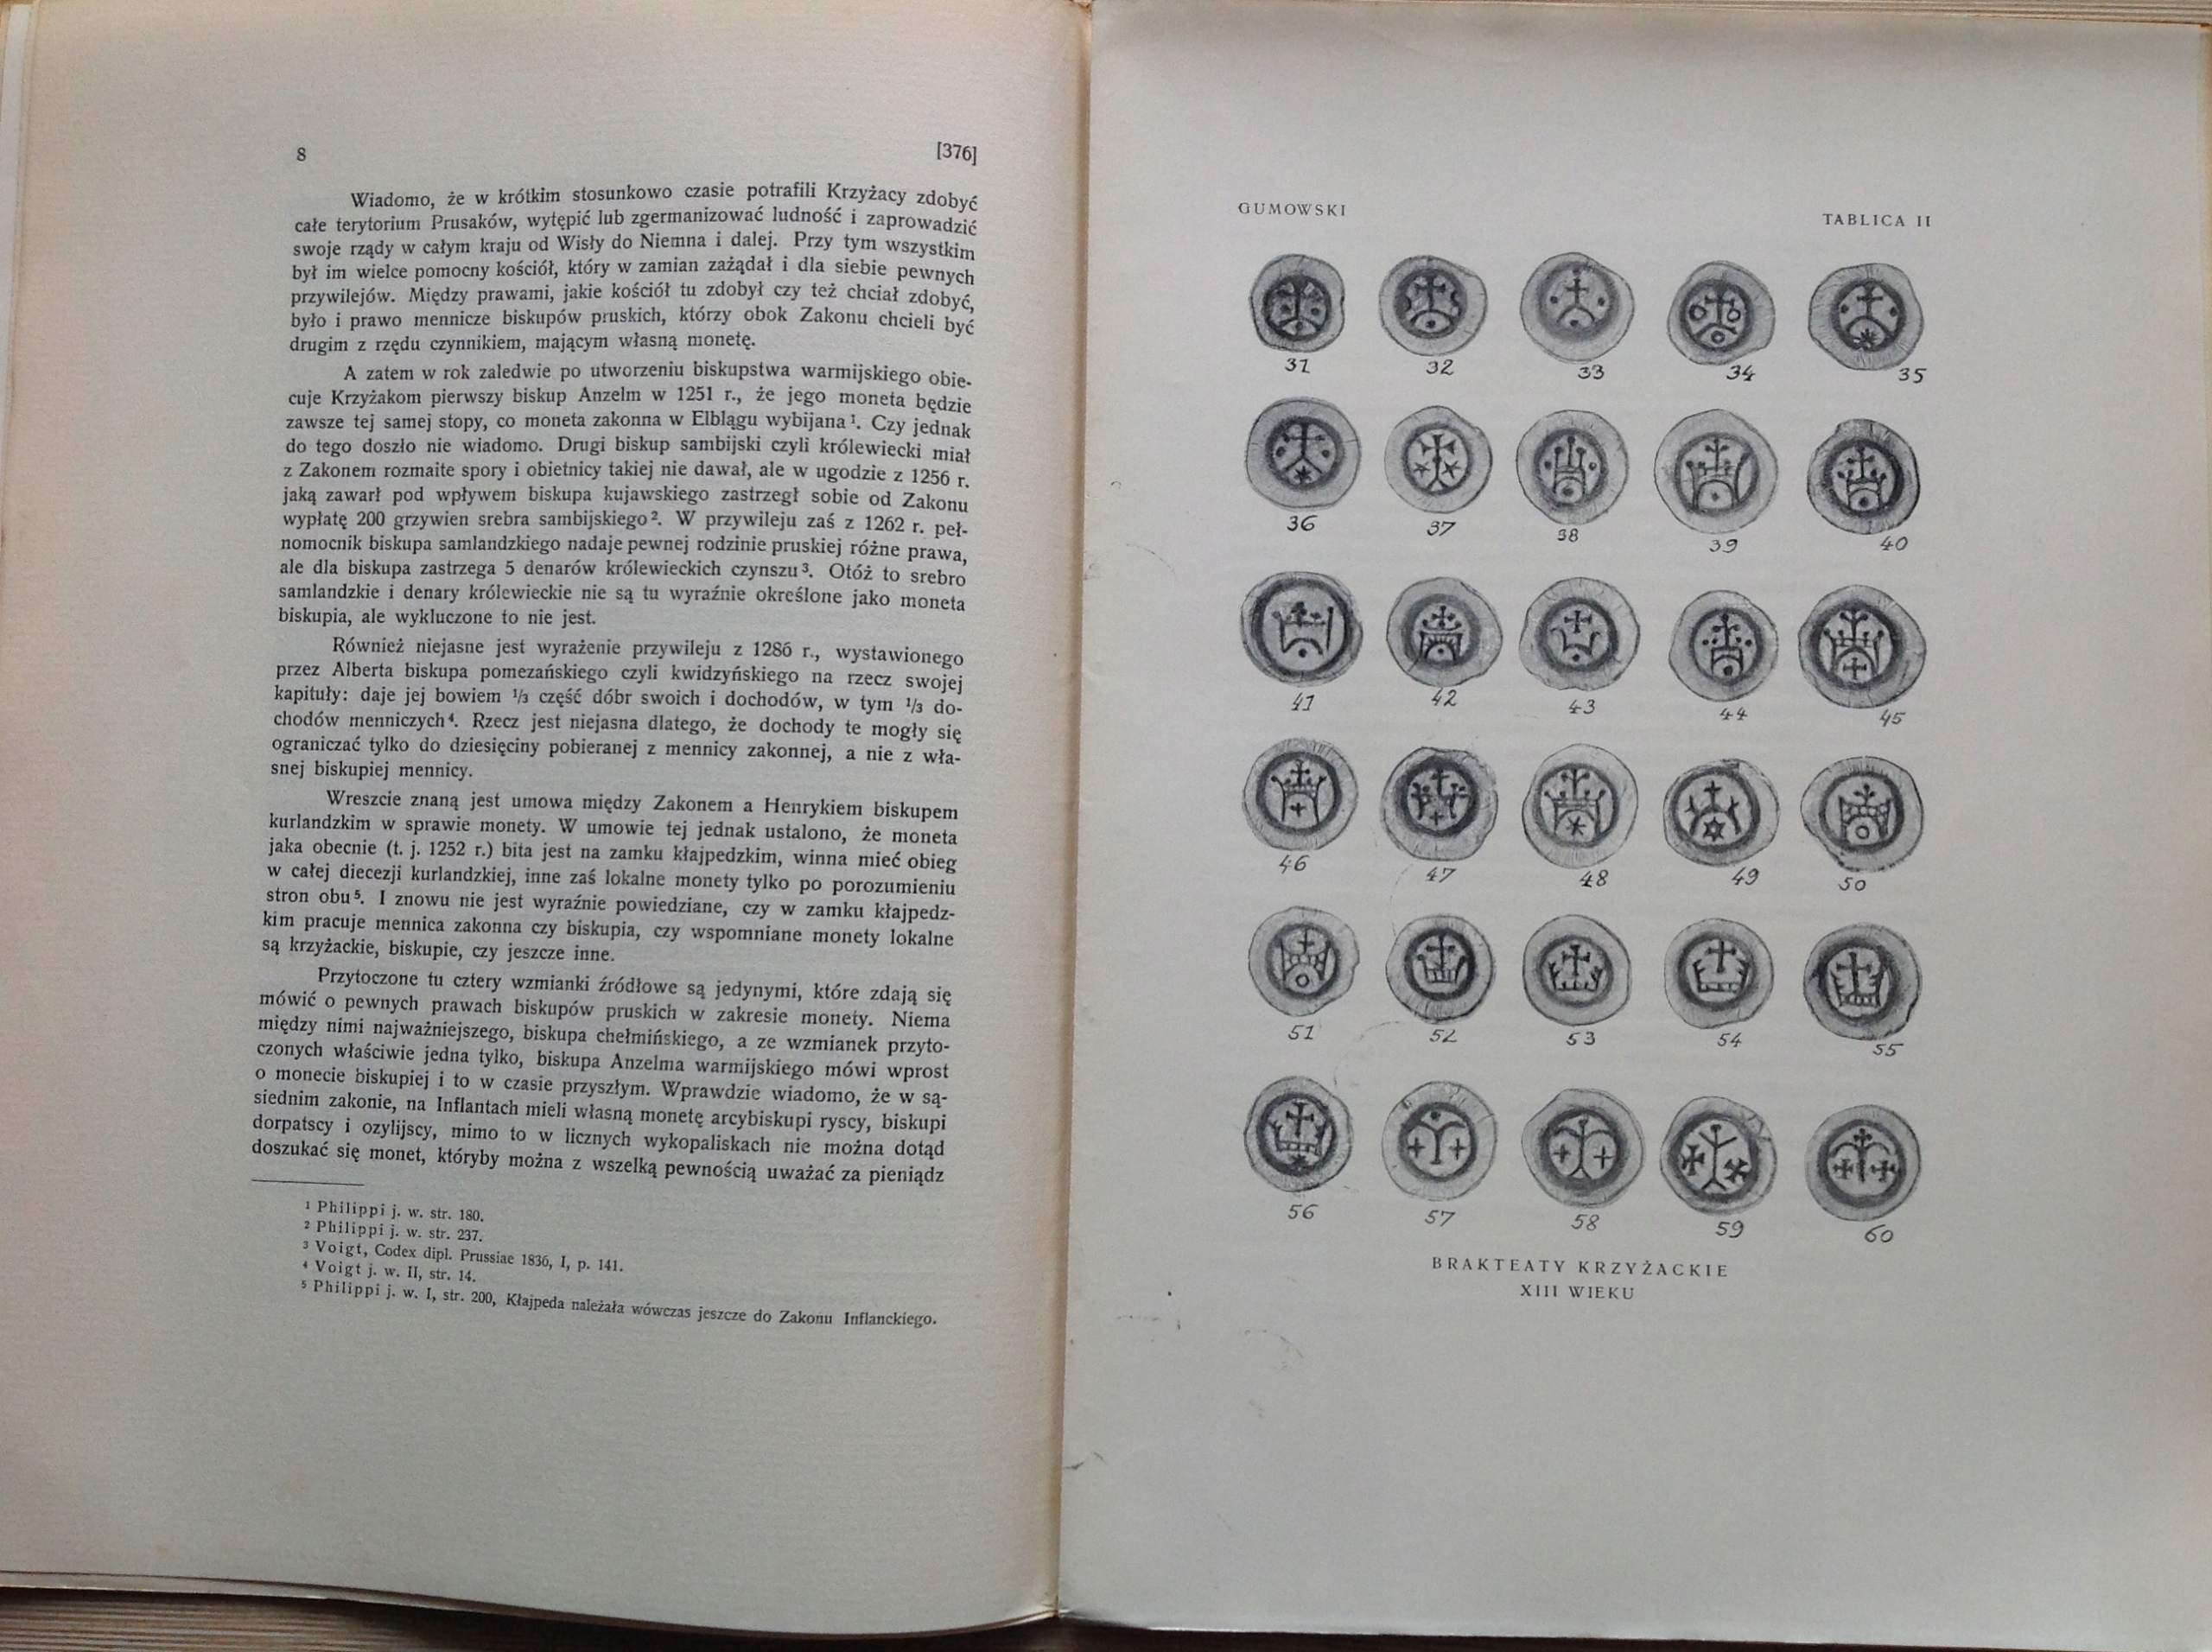 8 [376]
Wiadomo, że w krótkim stosunkowo czasie potrafili Krzyżacy zdobyć
całe terytorium Prusaków, wytępić lub zgermanizować ludność i zaprowadzić
swoje rządy w całym kraju od Wisły do Niemna i dalej. Przy tym wszystkim
był im wielce pomocny kościół, który w zamian zażądał i dla siebie pewnych
przywilejów. Między prawami, jakie kościół tu zdobył czy też chciał zdobyć,
było i prawo mennicze biskupów pruskich, którzy obok Zakonu chcieli być
drugim z rzędu czynnikiem, mającym własną monetę.
A zatem w rok zaledwie po utworzeniu biskupstwa warmijskiego obie-
cuje Krzyżakom pierwszy biskup Anzelm w 1251 r., że jego moneta będzie
zawsze tej samej stopy, co moneta zakonna w Elblągu wybijana ¹. Czy jednak
do tego doszło nie wiadomo. Drugi biskup sambijski czyli królewiecki miał
z Zakonem rozmaite spory i obietnicy takiej nie dawał, ale w ugodzie z 1256 r.
jaką zawarł pod wpływem biskupa kujawskiego zastrzegł sobie od Zakonu
wypłatę 200 grzywien srebra sambijskiego ². W przywileju zaś z 1262 r. peł-
nomocnik biskupa samlandzkiego nadaje pewnej rodzinie pruskiej różne prawa,
ale dla biskupa zastrzega 5 denarów królewieckich czynszu ³. Otóż to srebro
samlandzkie i denary królewieckie nie są tu wyraźnie określone jako moneta
biskupia, ale wykluczone to nie jest.
Również niejasne jest wyrażenie przywileju z 1286 r., wystawionego
przez Alberta biskupa pomezańskiego czyli kwidzyńskiego na rzecz swojej
kapituły: daje jej bowiem ⅓ część dóbr swoich i dochodów, w tym ⅓ do-
chodów menniczych ⁴. Rzecz jest niejasna dlatego, że dochody te mogły się
ograniczać tylko do dziesięciny pobieranej z mennicy zakonnej, a nie z wła-
snej biskupiej mennicy.
Wreszcie znaną jest umowa między Zakonem a Henrykiem biskupem
kurlandzkim w sprawie monety. W umowie tej jednak ustalono, że moneta
jaka obecnie (t. j. 1252 r.) bita jest na zamku kłajpedzkim, winna mieć obieg
w całej diecezji kurlandzkiej, inne zaś lokalne monety tylko po porozumieniu
stron obu ⁵. I znowu nie jest wyraźnie powiedziane, czy w zamku kłajpedz-
kim pracuje mennica zakonna czy biskupia, czy wspomniane monety lokalne
są krzyżackie, biskupie, czy jeszcze inne.
Przytoczone tu cztery wzmianki źródłowe są jedynymi, które zdają się
mówić o pewnych prawach biskupów pruskich w zakresie monety. Niema
między nimi najważniejszego, biskupa chełmińskiego, a ze wzmianek przyto-
czonych właściwie jedna tylko, biskupa Anzelma warmijskiego mówi wprost
o monecie biskupiej i to w czasie przyszłym. Wprawdzie wiadomo, że w są-
siednim zakonie, na Inflantach mieli własną monetę arcybiskupi ryscy, biskupi
dorpatscy i ozylijscy, mimo to w licznych wykopaliskach nie można dotąd
doszukać się monet, któryby można z wszelką pewnością uważać za pieniądz
¹ Philippi j. w. str. 180.
² Philippi j. w. str. 237.
³ Voigt, Codex dipl. Prussiae 1836, I, p. 141.
⁴ Voigt j. w. II, str. 14.
⁵ Philippi j. w. I, str. 200, Kłajpeda należała wówczas jeszcze do Zakonu Inflanckiego.
GUMOWSKI TABLICA II
31 32 33 34 35
36 37 38 39 40
41 42 43 44 45
46 47 48 49 50
51 52 53 54 55
56 57 58 59 60
BRAKTEATY KRZYŻACKIE
XIII WIEKU